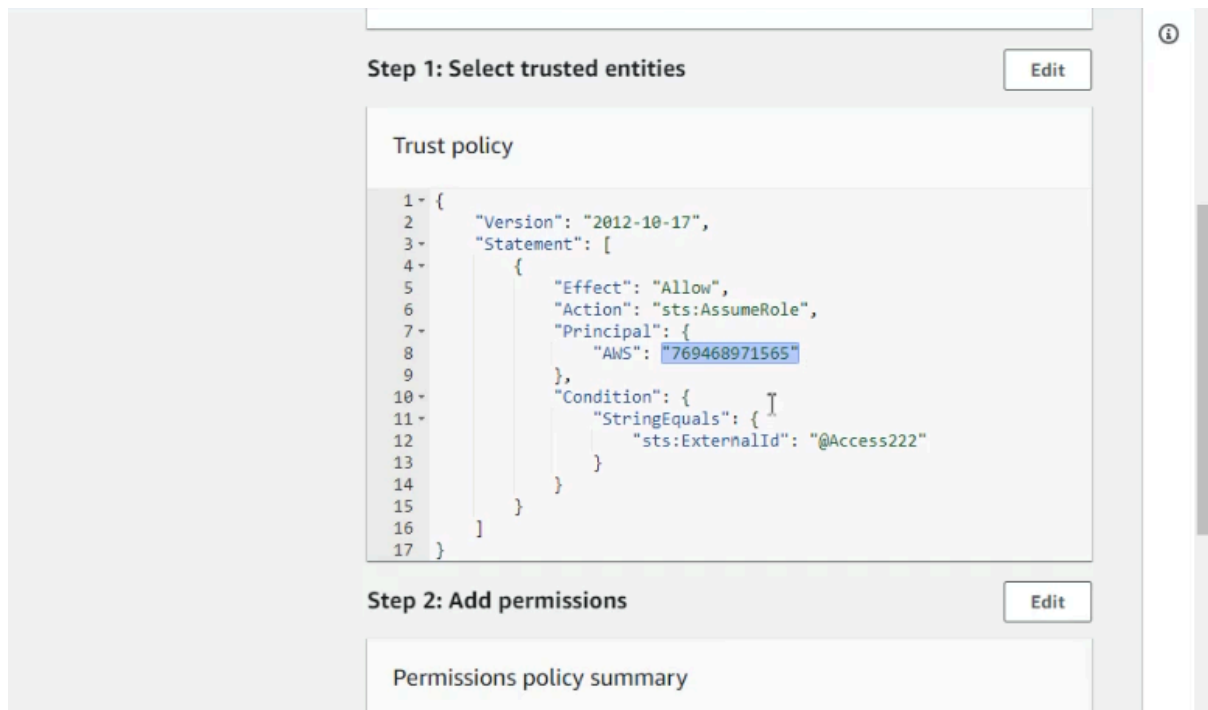 Step 1: Select trusted entities
Edit
Trust policy
1 {
2 "Version": "2012-10-17",
3 "Statement": [
4 {
5 "Effect": "Allow",
6 "Action": "sts:AssumeRole",
7 "Principal": {
8 "AWS": "769468971565"
9 },
10 "Condition": {
11 "StringEquals": {
12 "sts:ExternalId": "@Access222"
13 }
14 }
15 }
16 ]
17 }
Step 2: Add permissions
Edit
Permissions policy summary